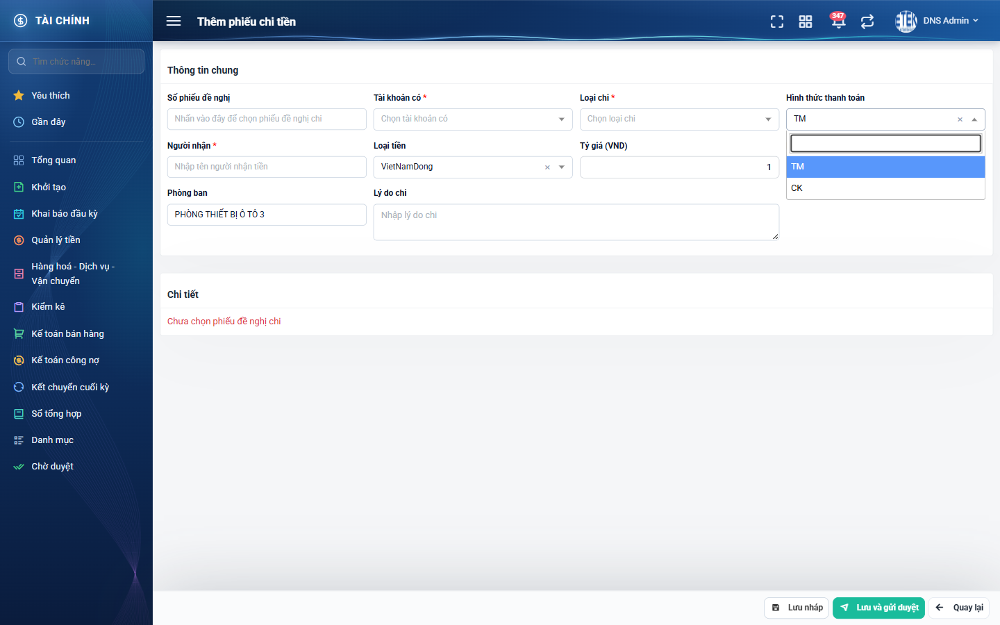 TÀI CHÍNH
Thêm phiếu chi tiền
347
DNS Admin
Tìm chức năng...
Yêu thích
Gần đây
Tổng quan
Khởi tạo
Khai báo đầu kỳ
Quản lý tiền
Hàng hoá - Dịch vụ -
Vận chuyển
Kiểm kê
Kế toán bán hàng
Kế toán công nợ
Kết chuyển cuối kỳ
Sổ tổng hợp
Danh mục
Chờ duyệt
Thông tin chung
Số phiếu đề nghị
Nhấn vào đây để chọn phiếu đề nghị chi
Tài khoản có *
Chọn tài khoản có
Loại chi *
Chọn loại chi
Hình thức thanh toán
TM
TM
CK
Người nhận *
Nhập tên người nhận tiền
Loại tiền
VietNamDong
Tỷ giá (VND)
1
Phòng ban
PHÒNG THIẾT BỊ Ô TÔ 3
Lý do chi
Nhập lý do chi
Chi tiết
Chưa chọn phiếu đề nghị chi
Lưu nháp
Lưu và gửi duyệt
Quay lại